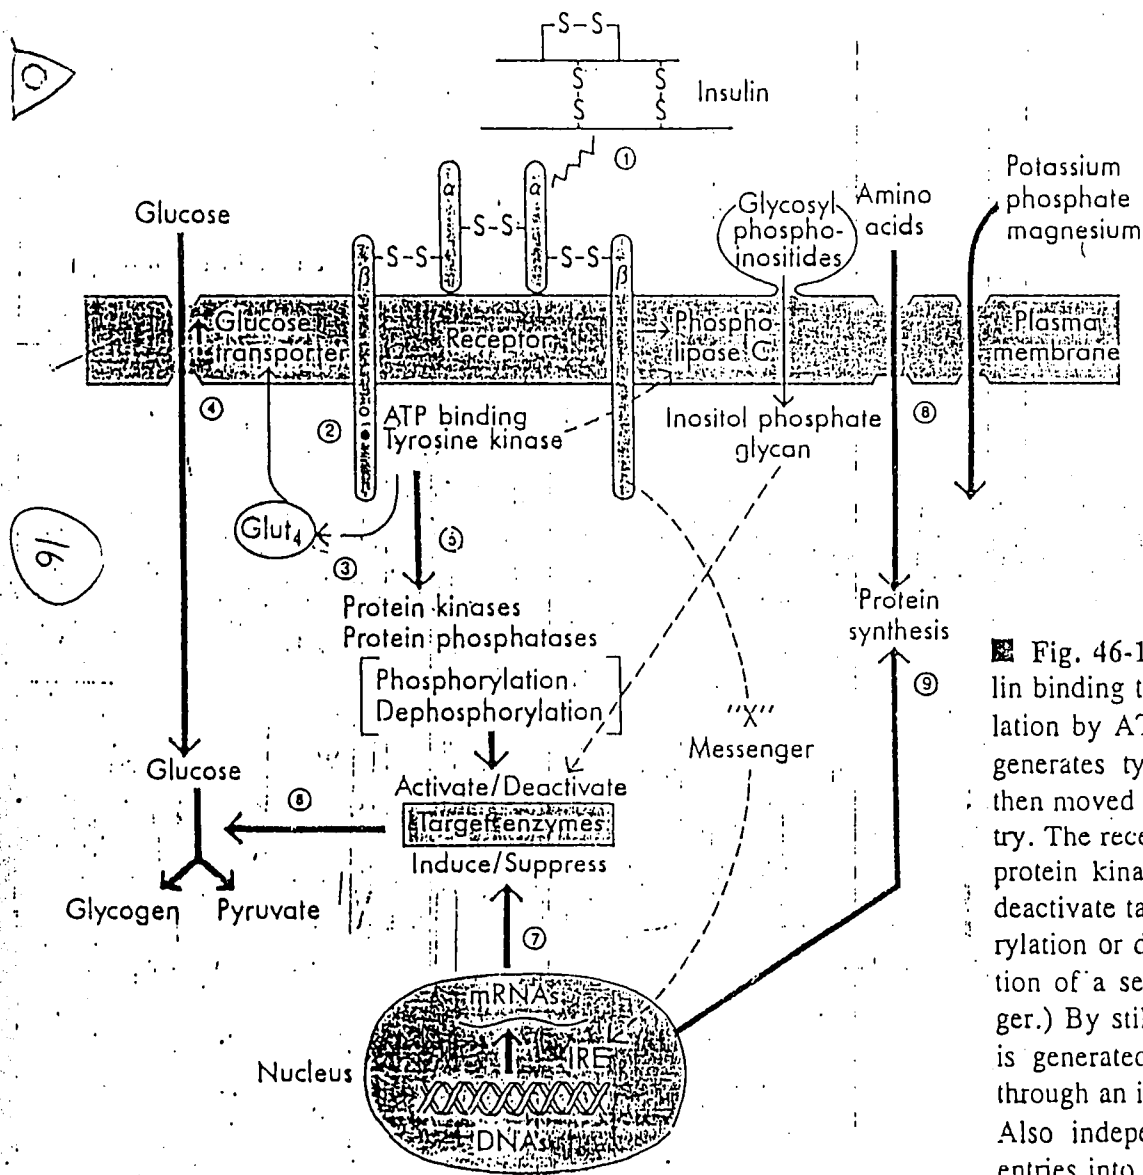 S-S
S
S
S
S
Insulin
①
α
α
-S-S-
-S-S-
-S-S-
β
β
Glucose
Glycosyl
phospho-
inositides
Amino
acids
Potassium
phosphate
magnesium
Glucose
transporter
Receptor
Phospho-
lipase C
Plasma
membrane
④
②
ATP binding
Tyrosine kinase
Inositol phosphate
glycan
⑧
Glut4
③
⑤
16
Protein kinases
Protein phosphatases
Phosphorylation
Dephosphorylation
Protein
synthesis
⑨
"X"
Messenger
Glucose
Activate/Deactivate
⑥
Target enzymes
Induce/Suppress
Glycogen
Pyruvate
⑦
mRNAs
IRE
Nucleus
DNAs
Fig. 46-1
lin binding t
lation by AT
generates ty
then moved
try. The rece
protein kina
deactivate ta
rylation or d
tion of a se
ger.) By stil
is generated
through an i
Also indepe
entries into